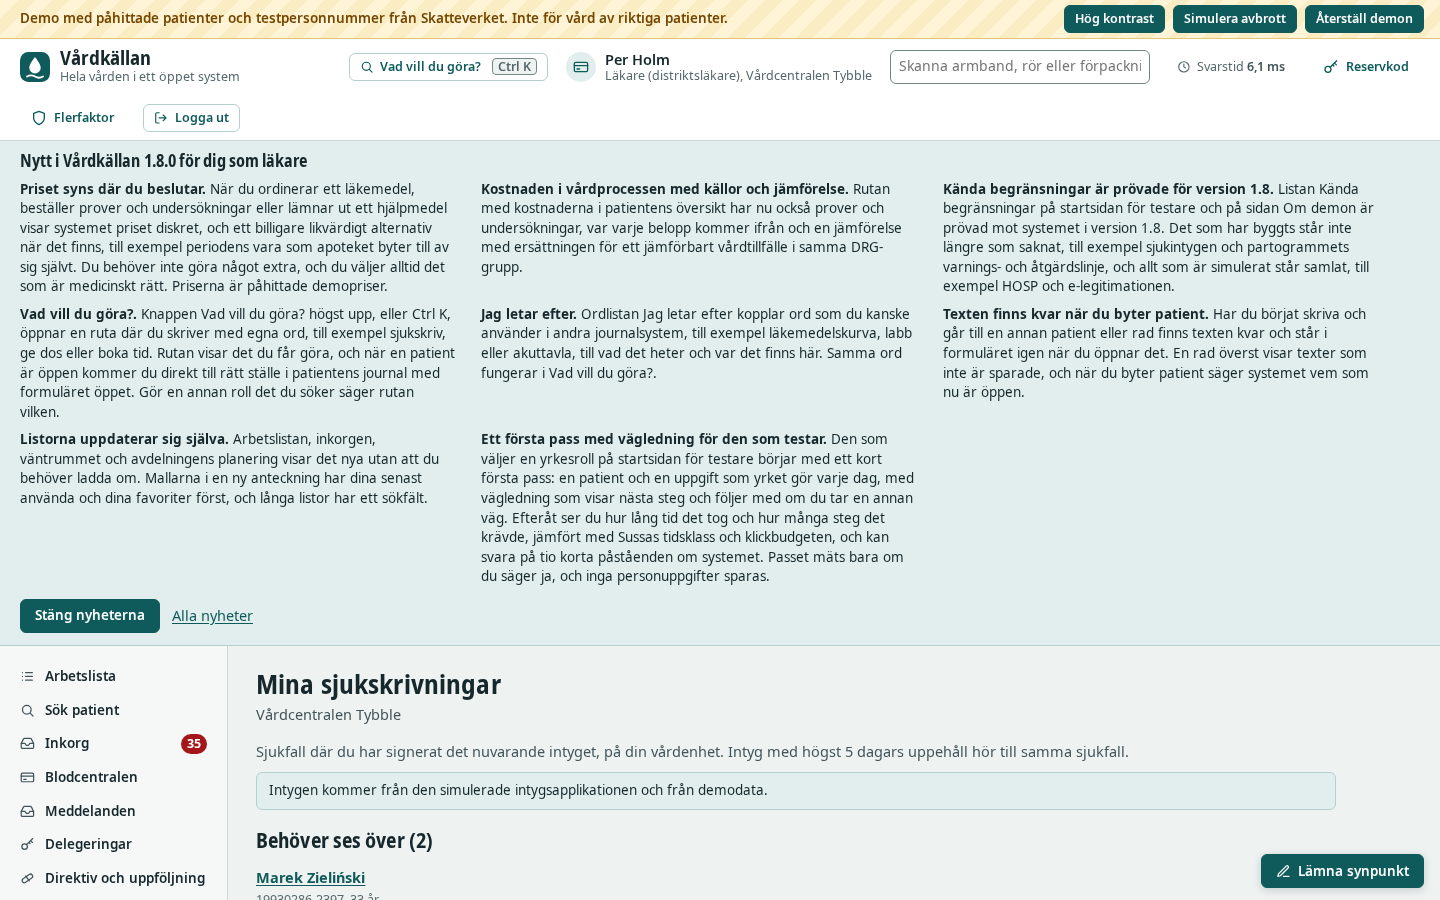 Demo med påhittade patienter och testpersonnummer från Skatteverket. Inte för vård av riktiga patienter.
Hög kontrast
Simulera avbrott
Återställ demon
Vårdkällan
Hela vården i ett öppet system
Vad vill du göra? Ctrl K
Per Holm
Läkare (distriktsläkare), Vårdcentralen Tybble
Skanna armband, rör eller förpackni
Svarstid 6,1 ms
Reservkod
Flerfaktor
Logga ut
Nytt i Vårdkällan 1.8.0 för dig som läkare
Priset syns där du beslutar. När du ordinerar ett läkemedel,
beställer prover och undersökningar eller lämnar ut ett hjälpmedel
visar systemet priset diskret, och ett billigare likvärdigt alternativ
när det finns, till exempel periodens vara som apoteket byter till av
sig självt. Du behöver inte göra något extra, och du väljer alltid det
som är medicinskt rätt. Priserna är påhittade demopriser.
Kostnaden i vårdprocessen med källor och jämförelse. Rutan
med kostnaderna i patientens översikt har nu också prover och
undersökningar, var varje belopp kommer ifrån och en jämförelse
med ersättningen för ett jämförbart vårdtillfälle i samma DRG-
grupp.
Kända begränsningar är prövade för version 1.8. Listan Kända
begränsningar på startsidan för testare och på sidan Om demon är
prövad mot systemet i version 1.8. Det som har byggts står inte
längre som saknat, till exempel sjukintygen och partogrammets
varnings- och åtgärdslinje, och allt som är simulerat står samlat, till
exempel HOSP och e-legitimationen.
Vad vill du göra?. Knappen Vad vill du göra? högst upp, eller Ctrl K,
öppnar en ruta där du skriver med egna ord, till exempel sjukskriv,
ge dos eller boka tid. Rutan visar det du får göra, och när en patient
är öppen kommer du direkt till rätt ställe i patientens journal med
formuläret öppet. Gör en annan roll det du söker säger rutan
vilken.
Jag letar efter. Ordlistan Jag letar efter kopplar ord som du kanske
använder i andra journalsystem, till exempel läkemedelskurva, labb
eller akuttavla, till vad det heter och var det finns här. Samma ord
fungerar i Vad vill du göra?.
Texten finns kvar när du byter patient. Har du börjat skriva och
går till en annan patient eller rad finns texten kvar och står i
formuläret igen när du öppnar det. En rad överst visar texter som
inte är sparade, och när du byter patient säger systemet vem som
nu är öppen.
Listorna uppdaterar sig själva. Arbetslistan, inkorgen,
väntrummet och avdelningens planering visar det nya utan att du
behöver ladda om. Mallarna i en ny anteckning har dina senast
använda och dina favoriter först, och långa listor har ett sökfält.
Ett första pass med vägledning för den som testar. Den som
väljer en yrkesroll på startsidan för testare börjar med ett kort
första pass: en patient och en uppgift som yrket gör varje dag, med
vägledning som visar nästa steg och följer med om du tar en annan
väg. Efteråt ser du hur lång tid det tog och hur många steg det
krävde, jämfört med Sussas tidsklass och klickbudgeten, och kan
svara på tio korta påståenden om systemet. Passet mäts bara om
du säger ja, och inga personuppgifter sparas.
Stäng nyheterna
Alla nyheter
Arbetslista
Sök patient
Inkorg 35
Blodcentralen
Meddelanden
Delegeringar
Direktiv och uppföljning
Mina sjukskrivningar
Vårdcentralen Tybble
Sjukfall där du har signerat det nuvarande intyget, på din vårdenhet. Intyg med högst 5 dagars uppehåll hör till samma sjukfall.
Intygen kommer från den simulerade intygsapplikationen och från demodata.
Behöver ses över (2)
Marek Zieliński
19930286-2397, 33 år
Lämna synpunkt